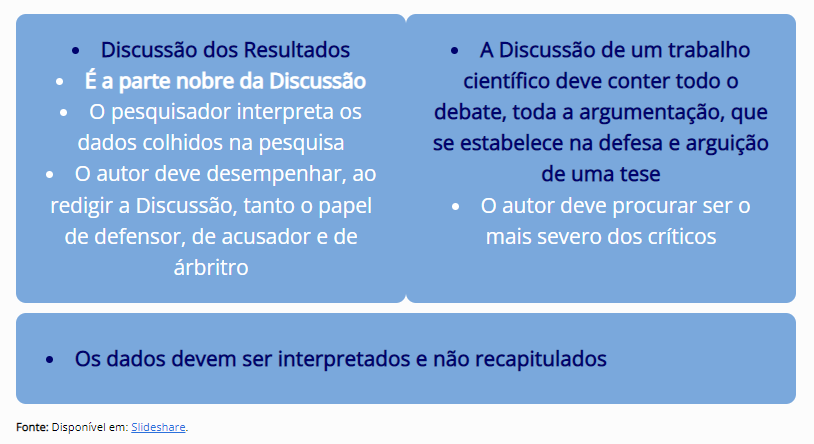 • Discussão dos Resultados
• É a parte nobre da Discussão
• O pesquisador interpreta os
dados colhidos na pesquisa
• O autor deve desempenhar, ao
redigir a Discussão, tanto o papel
de defensor, de acusador e de
árbritro
• A Discussão de um trabalho
científico deve conter todo o
debate, toda a argumentação, que
se estabelece na defesa e arguição
de uma tese
• O autor deve procurar ser o
mais severo dos críticos
• Os dados devem ser interpretados e não recapitulados
Fonte: Disponível em: Slideshare.